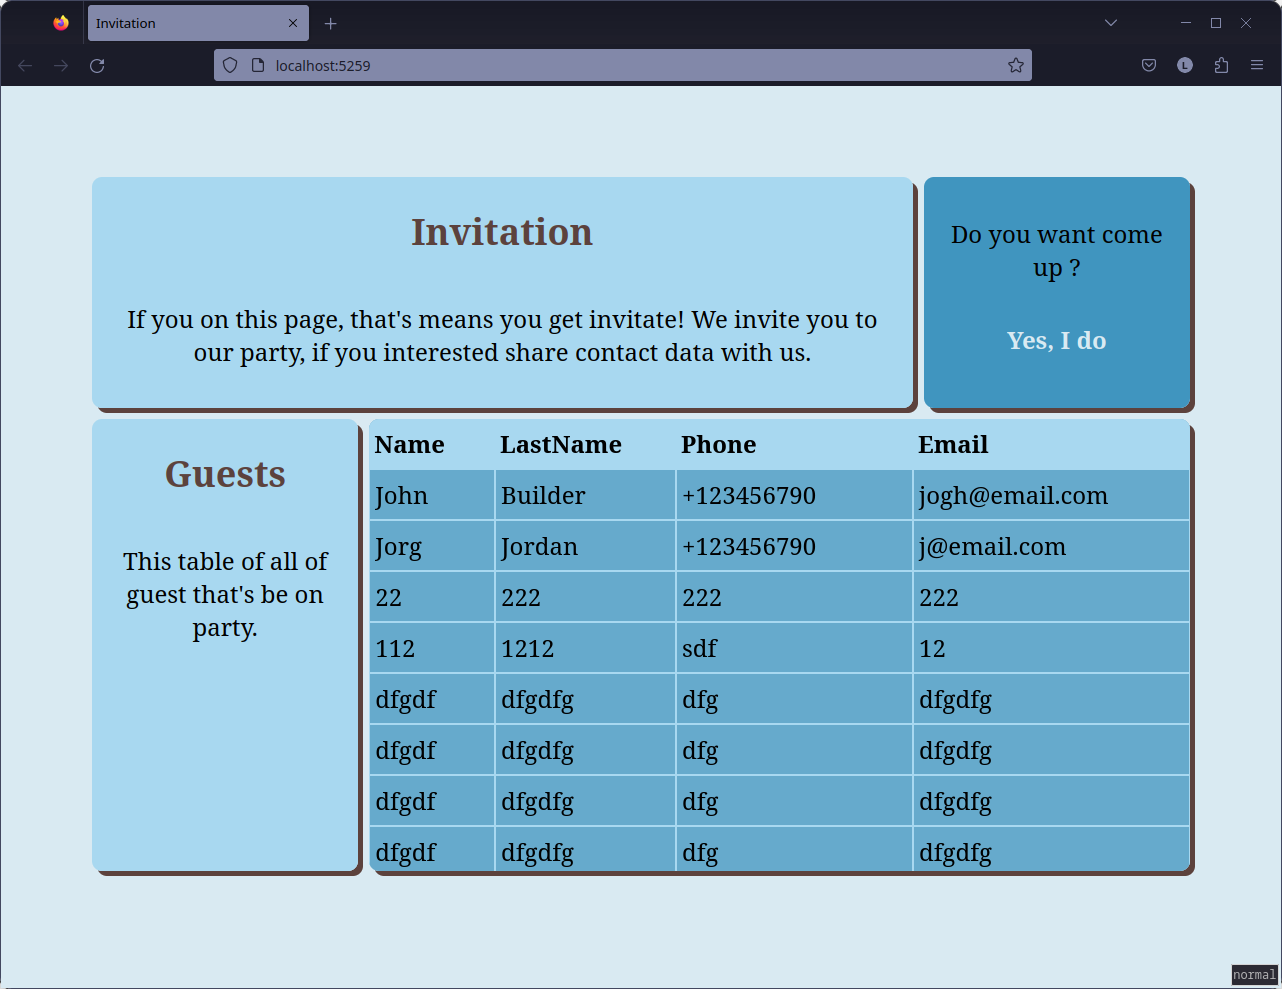 Invitation
localhost:5259
L
Invitation
If you on this page, that's means you get invitate! We invite you to
our party, if you interested share contact data with us.
Do you want come
up ?
Yes, I do
Guests
This table of all of
guest that's be on
party.
Name LastName Phone Email
John Builder +123456790 jogh@email.com
Jorg Jordan +123456790 j@email.com
22 222 222 222
112 1212 sdf 12
dfgdf dfgdfg dfg dfgdfg
dfgdf dfgdfg dfg dfgdfg
dfgdf dfgdfg dfg dfgdfg
dfgdf dfgdfg dfg dfgdfg
normal